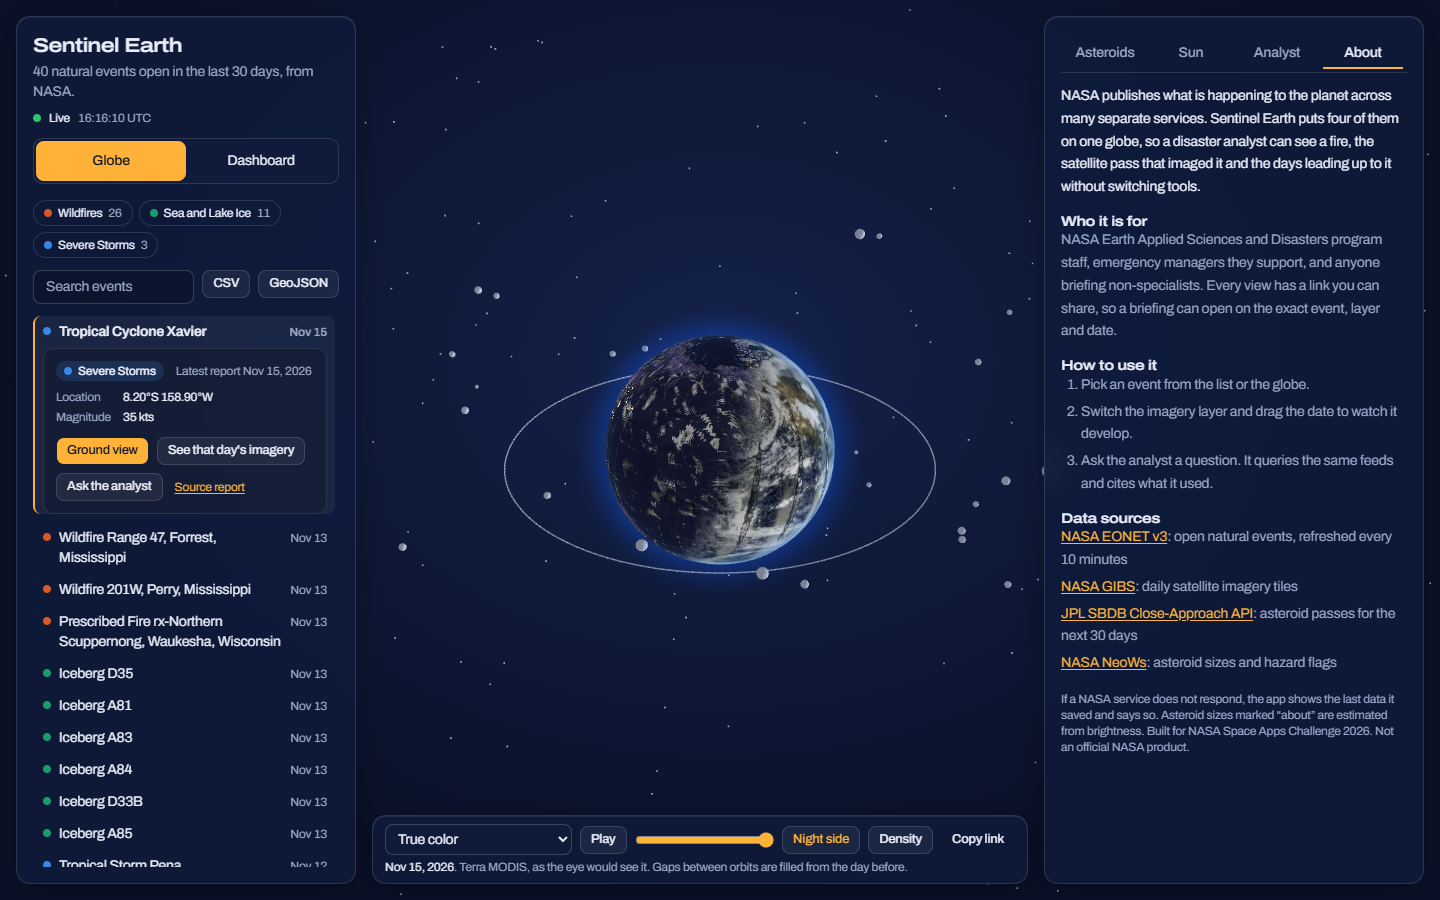 Sentinel Earth
40 natural events open in the last 30 days, from
NASA.
Live 16:16:10 UTC
Globe
Dashboard
Wildfires 26
Sea and Lake Ice 11
Severe Storms 3
Search events
CSV
GeoJSON
Tropical Cyclone Xavier Nov 15
Severe Storms Latest report Nov 15, 2026
Location 8.20°S 158.90°W
Magnitude 35 kts
Ground view
See that day's imagery
Ask the analyst
Source report
Wildfire Range 47, Forrest, Nov 13
Mississippi
Wildfire 201W, Perry, Mississippi Nov 13
Prescribed Fire rx-Northern Nov 13
Scuppernong, Waukesha, Wisconsin
Iceberg D35 Nov 13
Iceberg A81 Nov 13
Iceberg A83 Nov 13
Iceberg A84 Nov 13
Iceberg D33B Nov 13
Iceberg A85 Nov 13
Tropical Storm Pena Nov 12
True color
Play
Night side
Density
Copy link
Nov 15, 2026. Terra MODIS, as the eye would see it. Gaps between orbits are filled from the day before.
Asteroids
Sun
Analyst
About
NASA publishes what is happening to the planet across
many separate services. Sentinel Earth puts four of them
on one globe, so a disaster analyst can see a fire, the
satellite pass that imaged it and the days leading up to it
without switching tools.
Who it is for
NASA Earth Applied Sciences and Disasters program
staff, emergency managers they support, and anyone
briefing non-specialists. Every view has a link you can
share, so a briefing can open on the exact event, layer
and date.
How to use it
1. Pick an event from the list or the globe.
2. Switch the imagery layer and drag the date to watch it
develop.
3. Ask the analyst a question. It queries the same feeds
and cites what it used.
Data sources
NASA EONET v3: open natural events, refreshed every
10 minutes
NASA GIBS: daily satellite imagery tiles
JPL SBDB Close-Approach API: asteroid passes for the
next 30 days
NASA NeoWs: asteroid sizes and hazard flags
If a NASA service does not respond, the app shows the last data it
saved and says so. Asteroid sizes marked “about” are estimated
from brightness. Built for NASA Space Apps Challenge 2026. Not
an official NASA product.